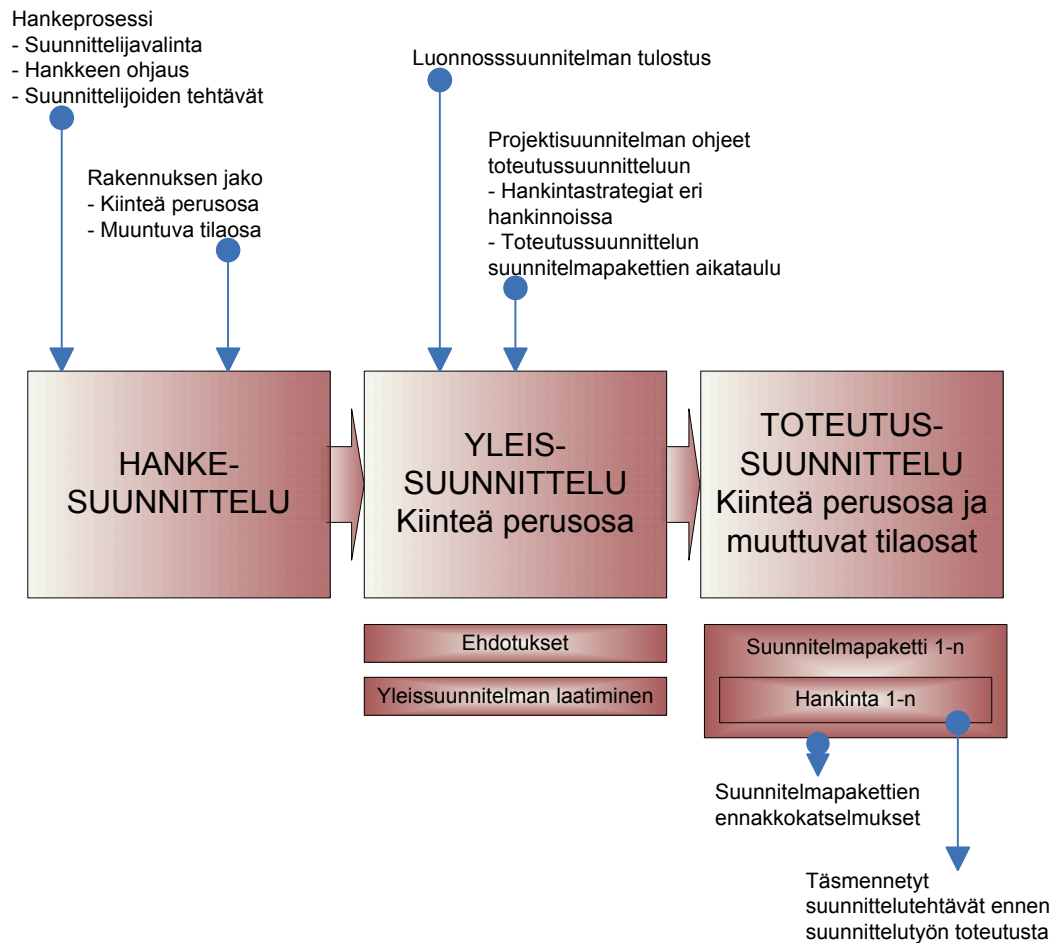 Hankeprosessi
- Suunnittelijavalinta
- Hankkeen ohjaus
- Suunnittelijoiden tehtävät
Rakennuksen jako
- Kiinteä perusosa
- Muuntuva tilaosa
Luonnosssuunnitelman tulostus
Projektisuunnitelman ohjeet
toteutussuunnitteluun
- Hankintastrategiat eri
hankinnoissa
- Toteutussuunnittelun
suunnitelmapakettien aikataulu
HANKE-
SUUNNITTELU
YLEIS-
SUUNNITTELU
Kiinteä perusosa
TOTEUTUS-
SUUNNITTELU
Kiinteä perusosa ja
muuttuvat tilaosat
Ehdotukset
Yleissuunnitelman laatiminen
Suunnitelmapaketti 1-n
Hankinta 1-n
Suunnitelmapakettien
ennakkokatselmukset
Täsmennetyt
suunnittelutehtävät ennen
suunnittelutyön toteutusta